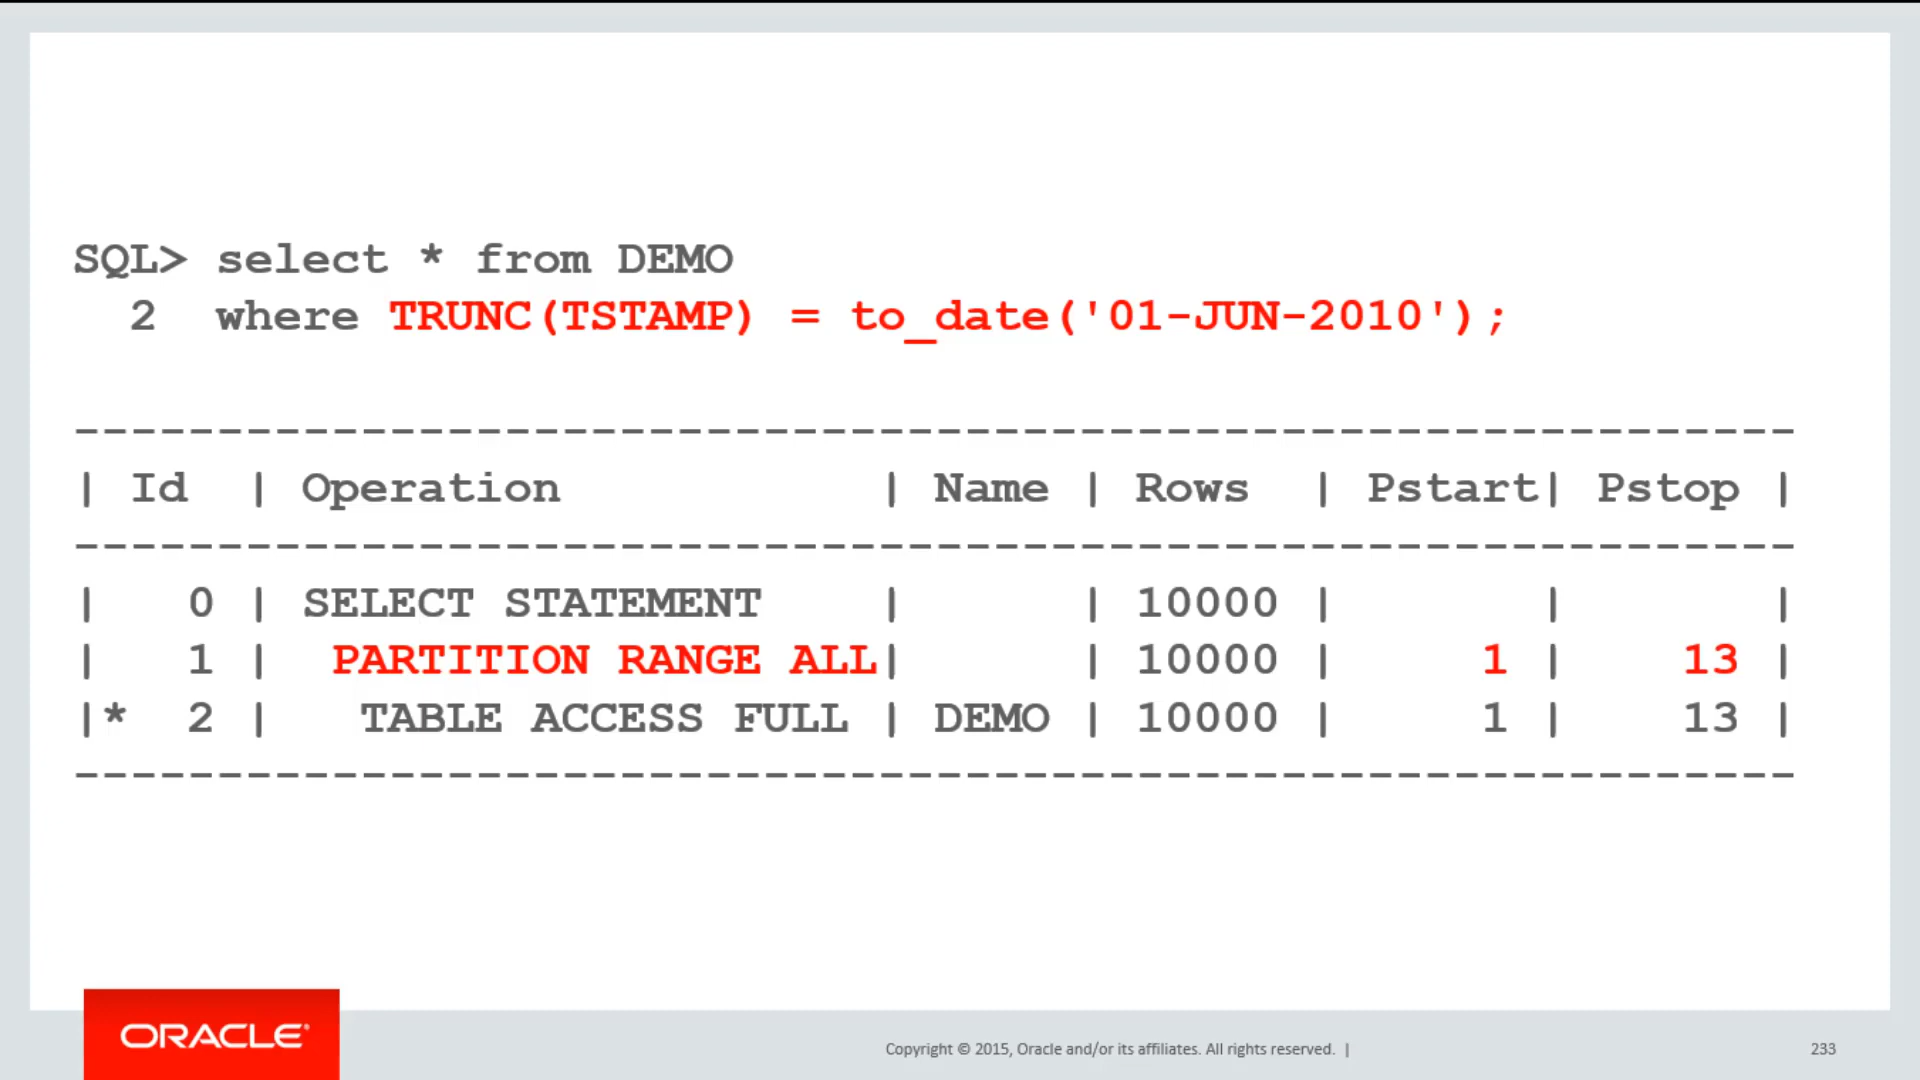 SQL> select * from DEMO
  2  where TRUNC(TSTAMP) = to_date('01-JUN-2010');
------------------------------------------------------------
| Id  | Operation           | Name | Rows  | Pstart| Pstop |
------------------------------------------------------------
|   0 | SELECT STATEMENT    |      | 10000 |       |       |
|   1 |  PARTITION RANGE ALL|      | 10000 |     1 |    13 |
|*  2 |   TABLE ACCESS FULL | DEMO | 10000 |     1 |    13 |
------------------------------------------------------------
ORACLE®
Copyright © 2015, Oracle and/or its affiliates. All rights reserved. |
233